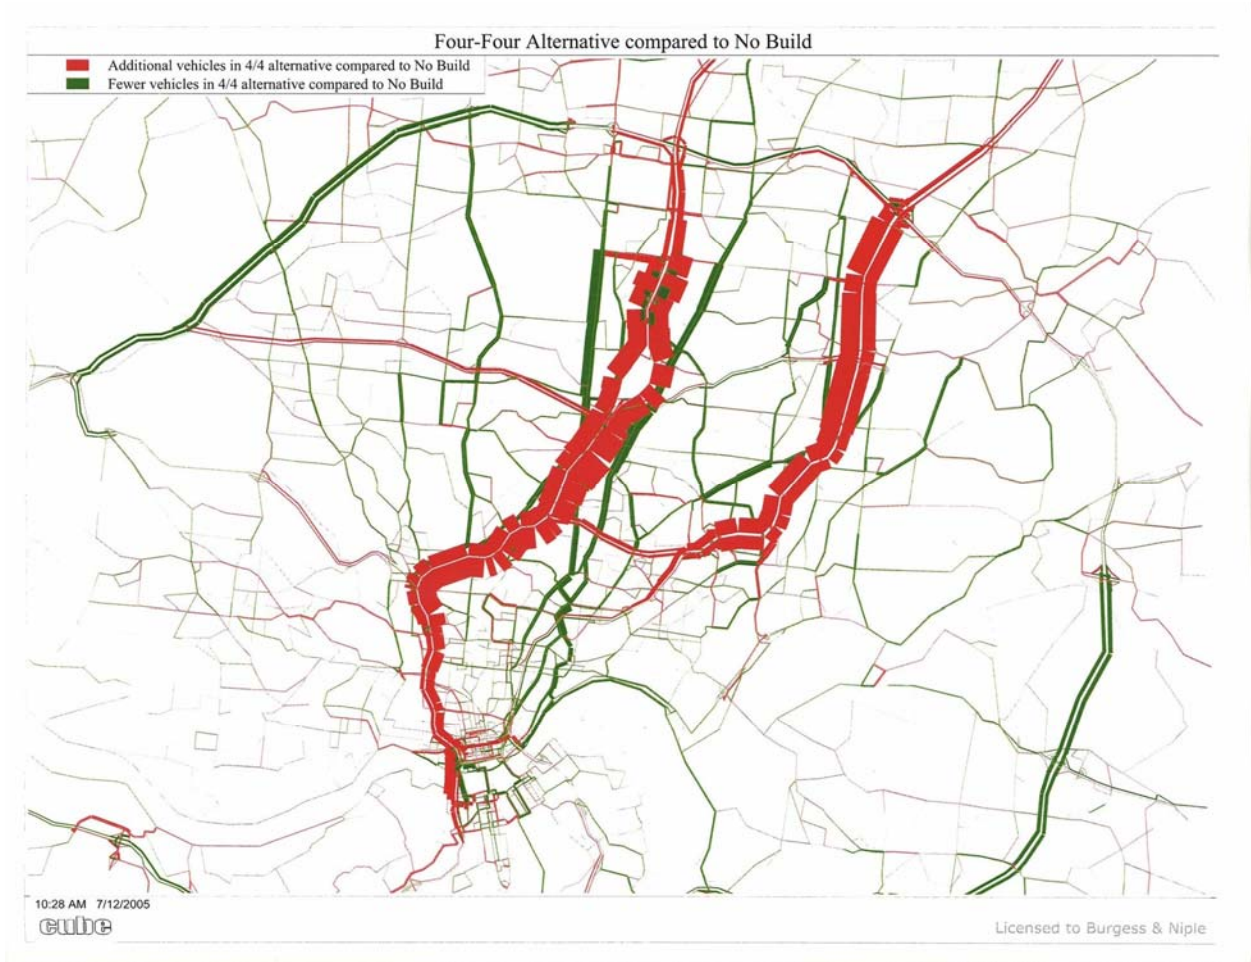 Four-Four Alternative compared to No Build
Additional vehicles in 4/4 alternative compared to No Build
Fewer vehicles in 4/4 alternative compared to No Build
10:28 AM 7/12/2005
cube
Licensed to Burgess & Niple